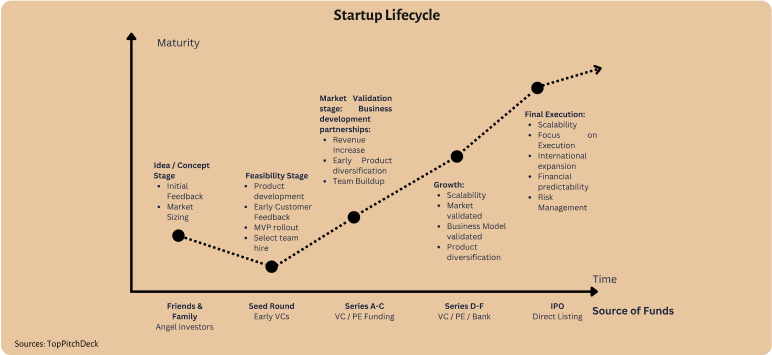 Startup Lifecycle
Maturity
Market Validation
stage: Business
development
partnerships:
• Revenue
Increase
• Early Product
diversification
• Team Buildup
Final Execution:
• Scalability
• Focus on
Execution
• International
expansion
• Financial
predictability
• Risk
Management
Idea / Concept
Stage
• Initial
Feedback
• Market
Sizing
Feasibility Stage
• Product
development
• Early Customer
Feedback
• MVP rollout
• Select team
hire
Growth:
• Scalability
• Market
validated
• Business Model
validated
• Product
diversification
Time
Friends &
Family
Angel investors
Seed Round
Early VCs
Series A-C
VC / PE Funding
Series D-F
VC / PE / Bank
IPO
Direct Listing
Source of Funds
Sources: TopPitchDeck